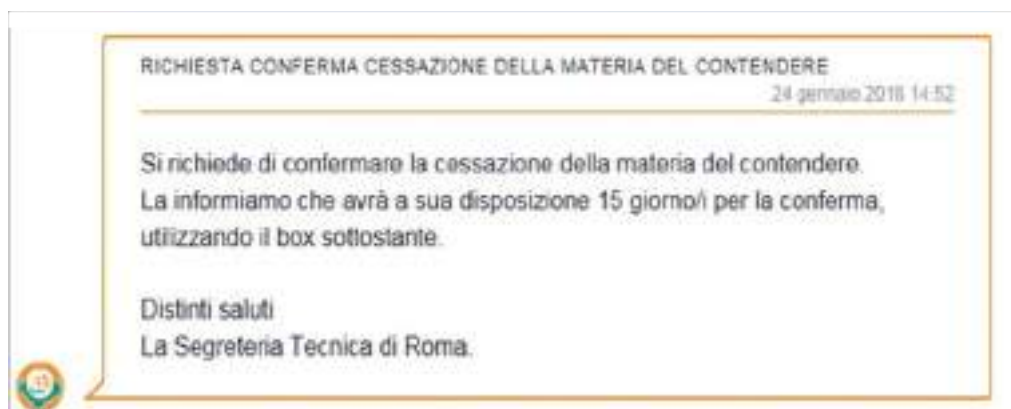 RICHIESTA CONFERMA CESSAZIONE DELLA MATERIA DEL CONTENDERE
24 gennaio 2018 14:52
Si richiede di confermare la cessazione della materia del contendere.
La informiamo che avrà a sua disposizione 15 giorno/i per la conferma,
utilizzando il box sottostante.
Distinti saluti
La Segreteria Tecnica di Roma.